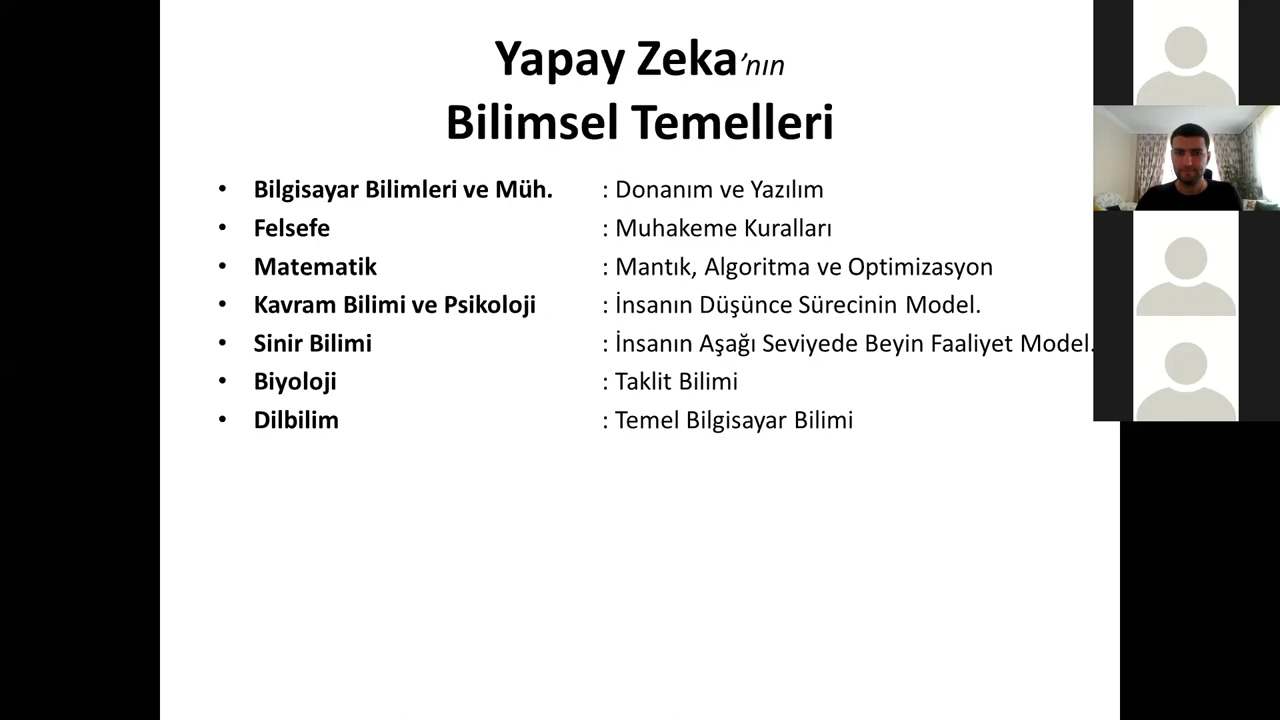 Yapay Zeka’nın
Bilimsel Temelleri
• Bilgisayar Bilimleri ve Müh. : Donanım ve Yazılım
• Felsefe : Muhakeme Kuralları
• Matematik : Mantık, Algoritma ve Optimizasyon
• Kavram Bilimi ve Psikoloji : İnsanın Düşünce Sürecinin Model.
• Sinir Bilimi : İnsanın Aşağı Seviyede Beyin Faaliyet Model.
• Biyoloji : Taklit Bilimi
• Dilbilim : Temel Bilgisayar Bilimi